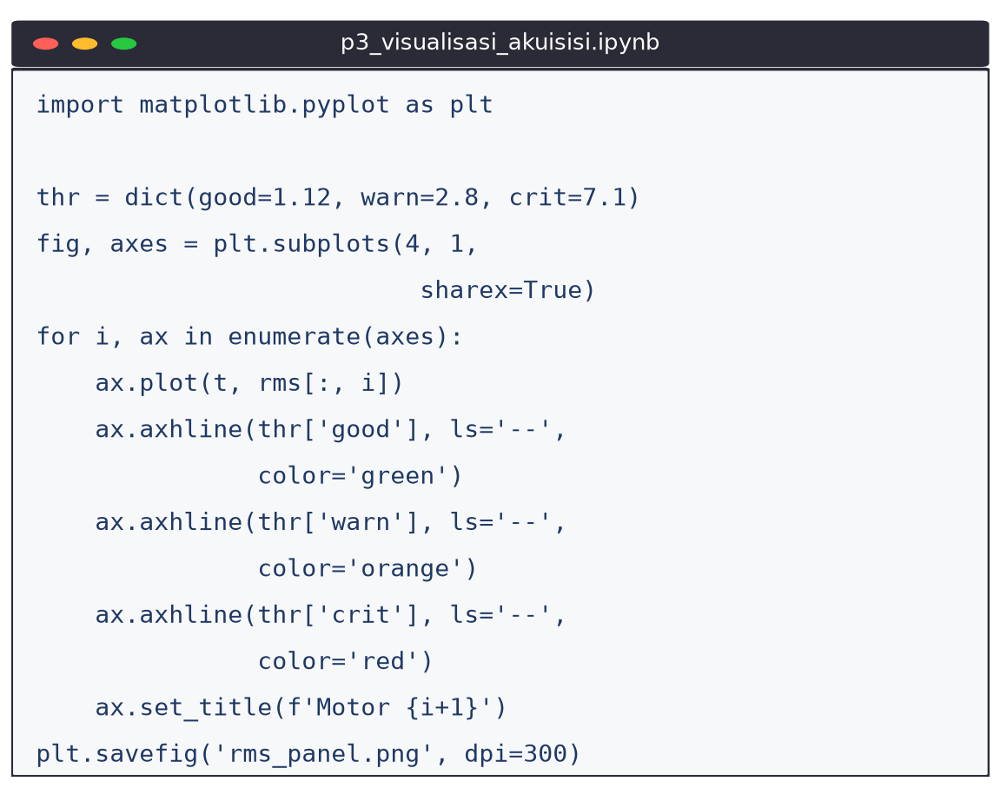 p3_visualisasi_akuisisi.ipynb
import matplotlib.pyplot as plt

thr = dict(good=1.12, warn=2.8, crit=7.1)
fig, axes = plt.subplots(4, 1,
                          sharex=True)
for i, ax in enumerate(axes):
    ax.plot(t, rms[:, i])
    ax.axhline(thr['good'], ls='--',
               color='green')
    ax.axhline(thr['warn'], ls='--',
               color='orange')
    ax.axhline(thr['crit'], ls='--',
               color='red')
    ax.set_title(f'Motor {i+1}')
plt.savefig('rms_panel.png', dpi=300)